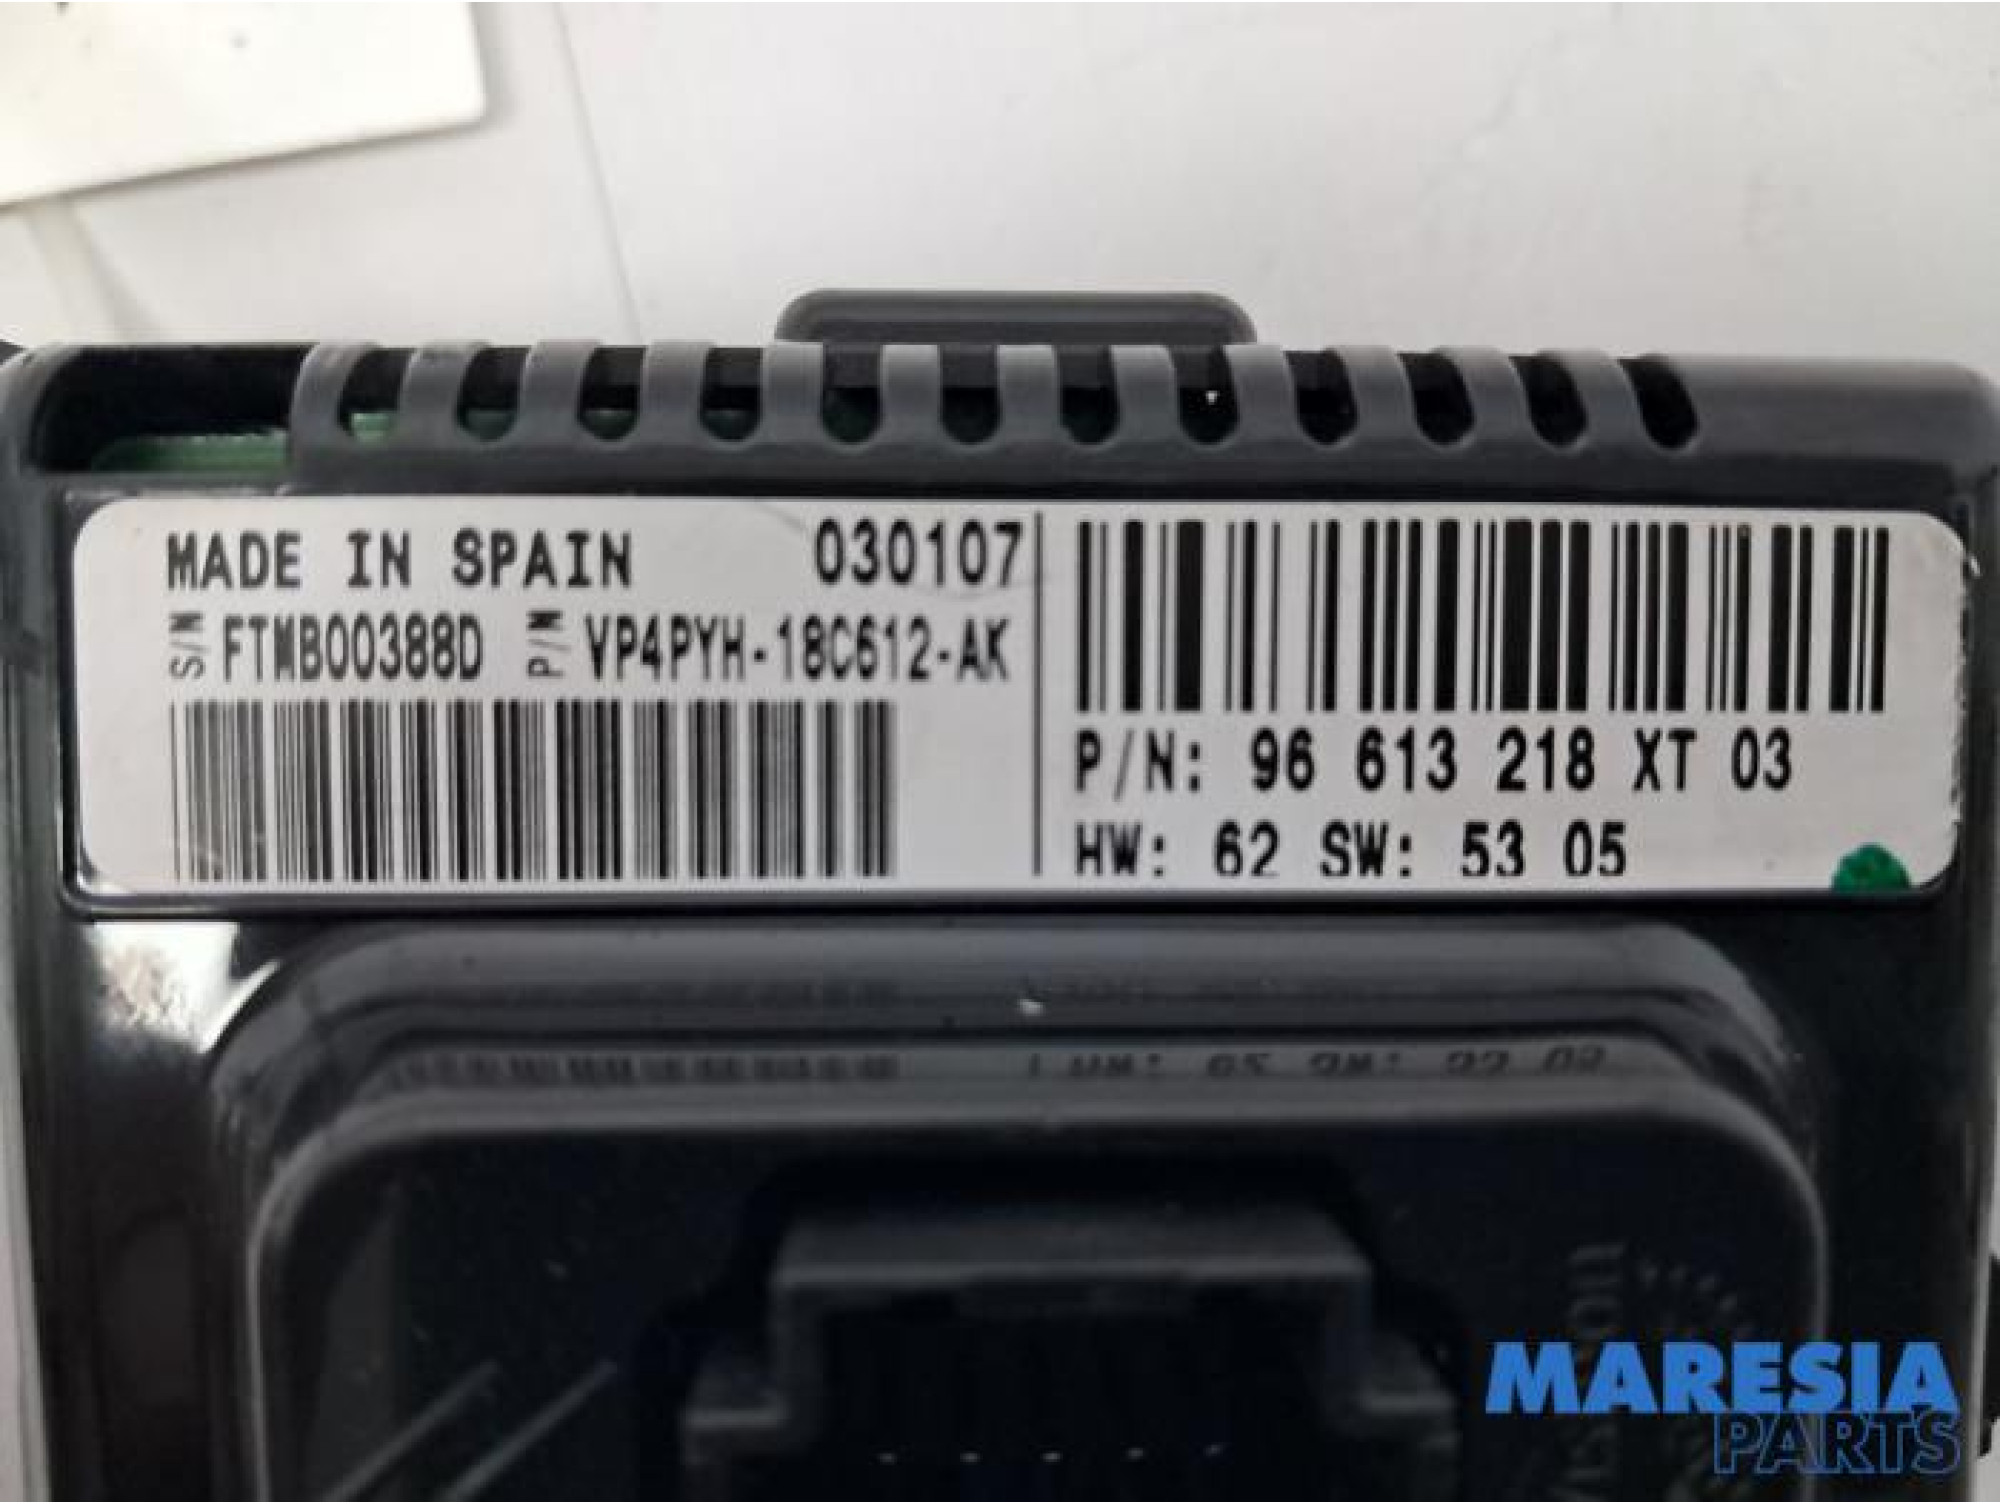 MADE IN SPAIN 030107
S/N FTMB00388D P/N VP4PYH-18C612-AK
P/N: 96 613 218 XT 03
HW: 62 SW: 53 05
MARESIA
PARTS